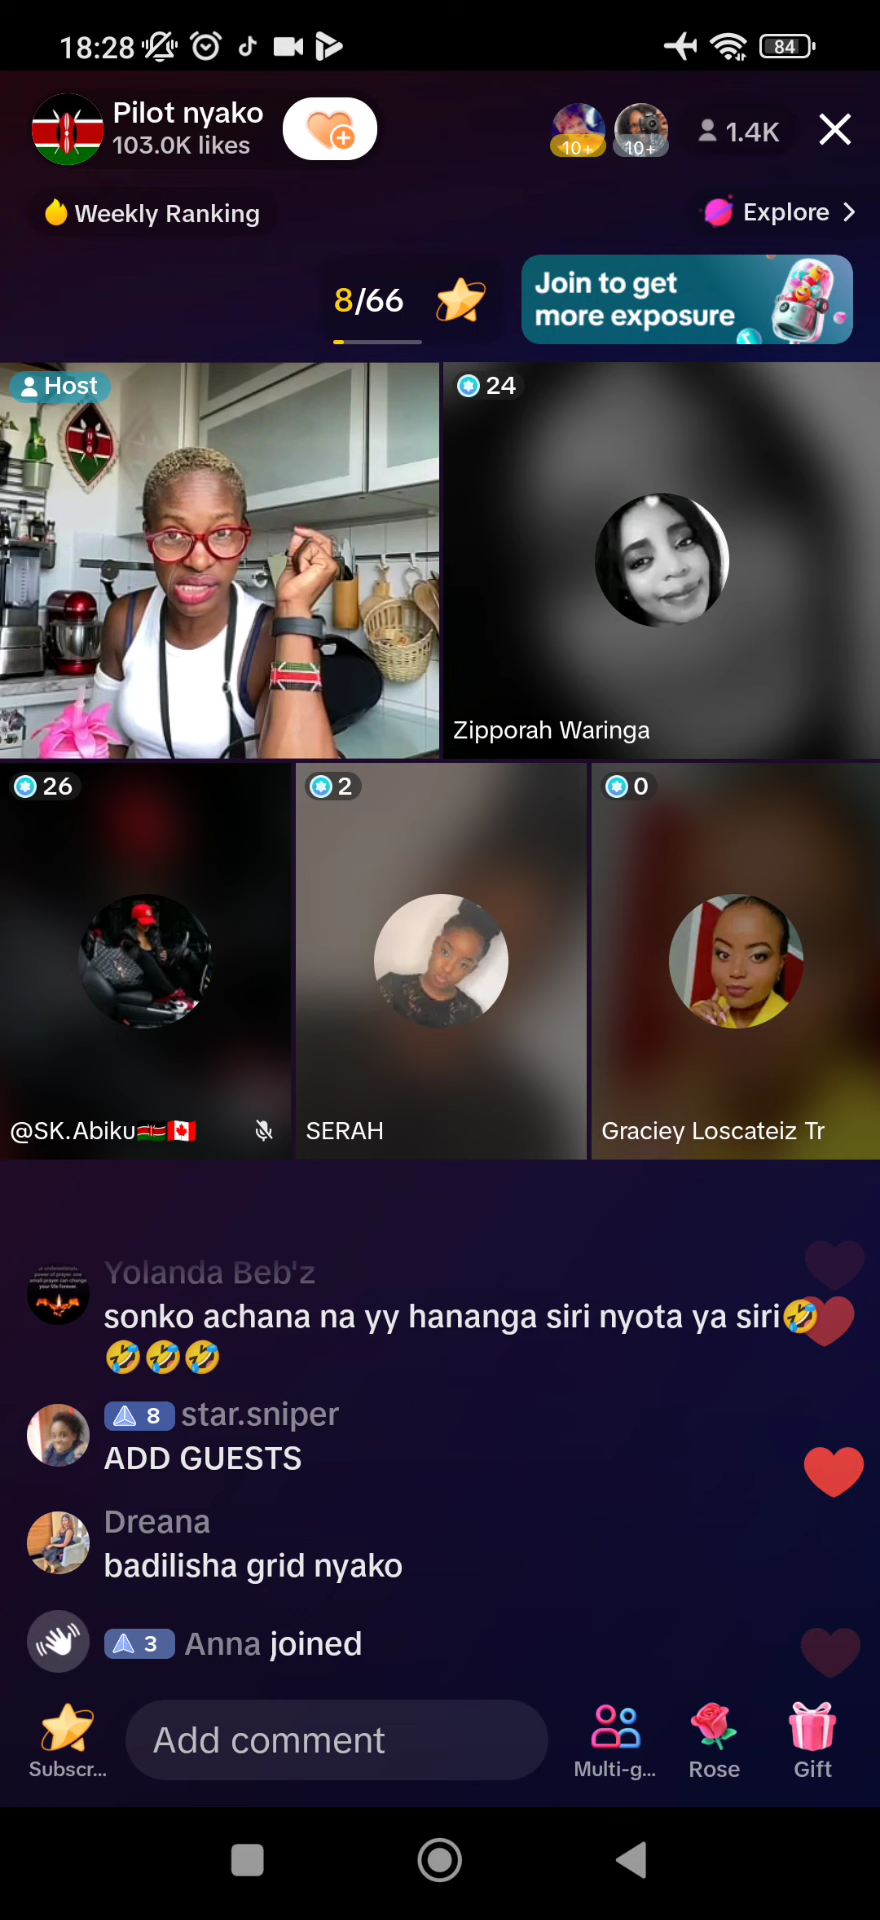 18:28
84
Pilot nyako
103.0K likes
10+
10+
1.4K
Weekly Ranking
Explore
8/66
Join to get
more exposure
Host
24
Zipporah Waringa
26
2
0
@SK.Abiku🇰🇪🇨🇦
SERAH
Graciey Loscateiz Tr
Yolanda Beb'z
sonko achana na yy hananga siri nyota ya siri🤣
🤣🤣🤣
8 star.sniper
ADD GUESTS
Dreana
badilisha grid nyako
3 Anna joined
Add comment
Subscr...
Multi-g...
Rose
Gift